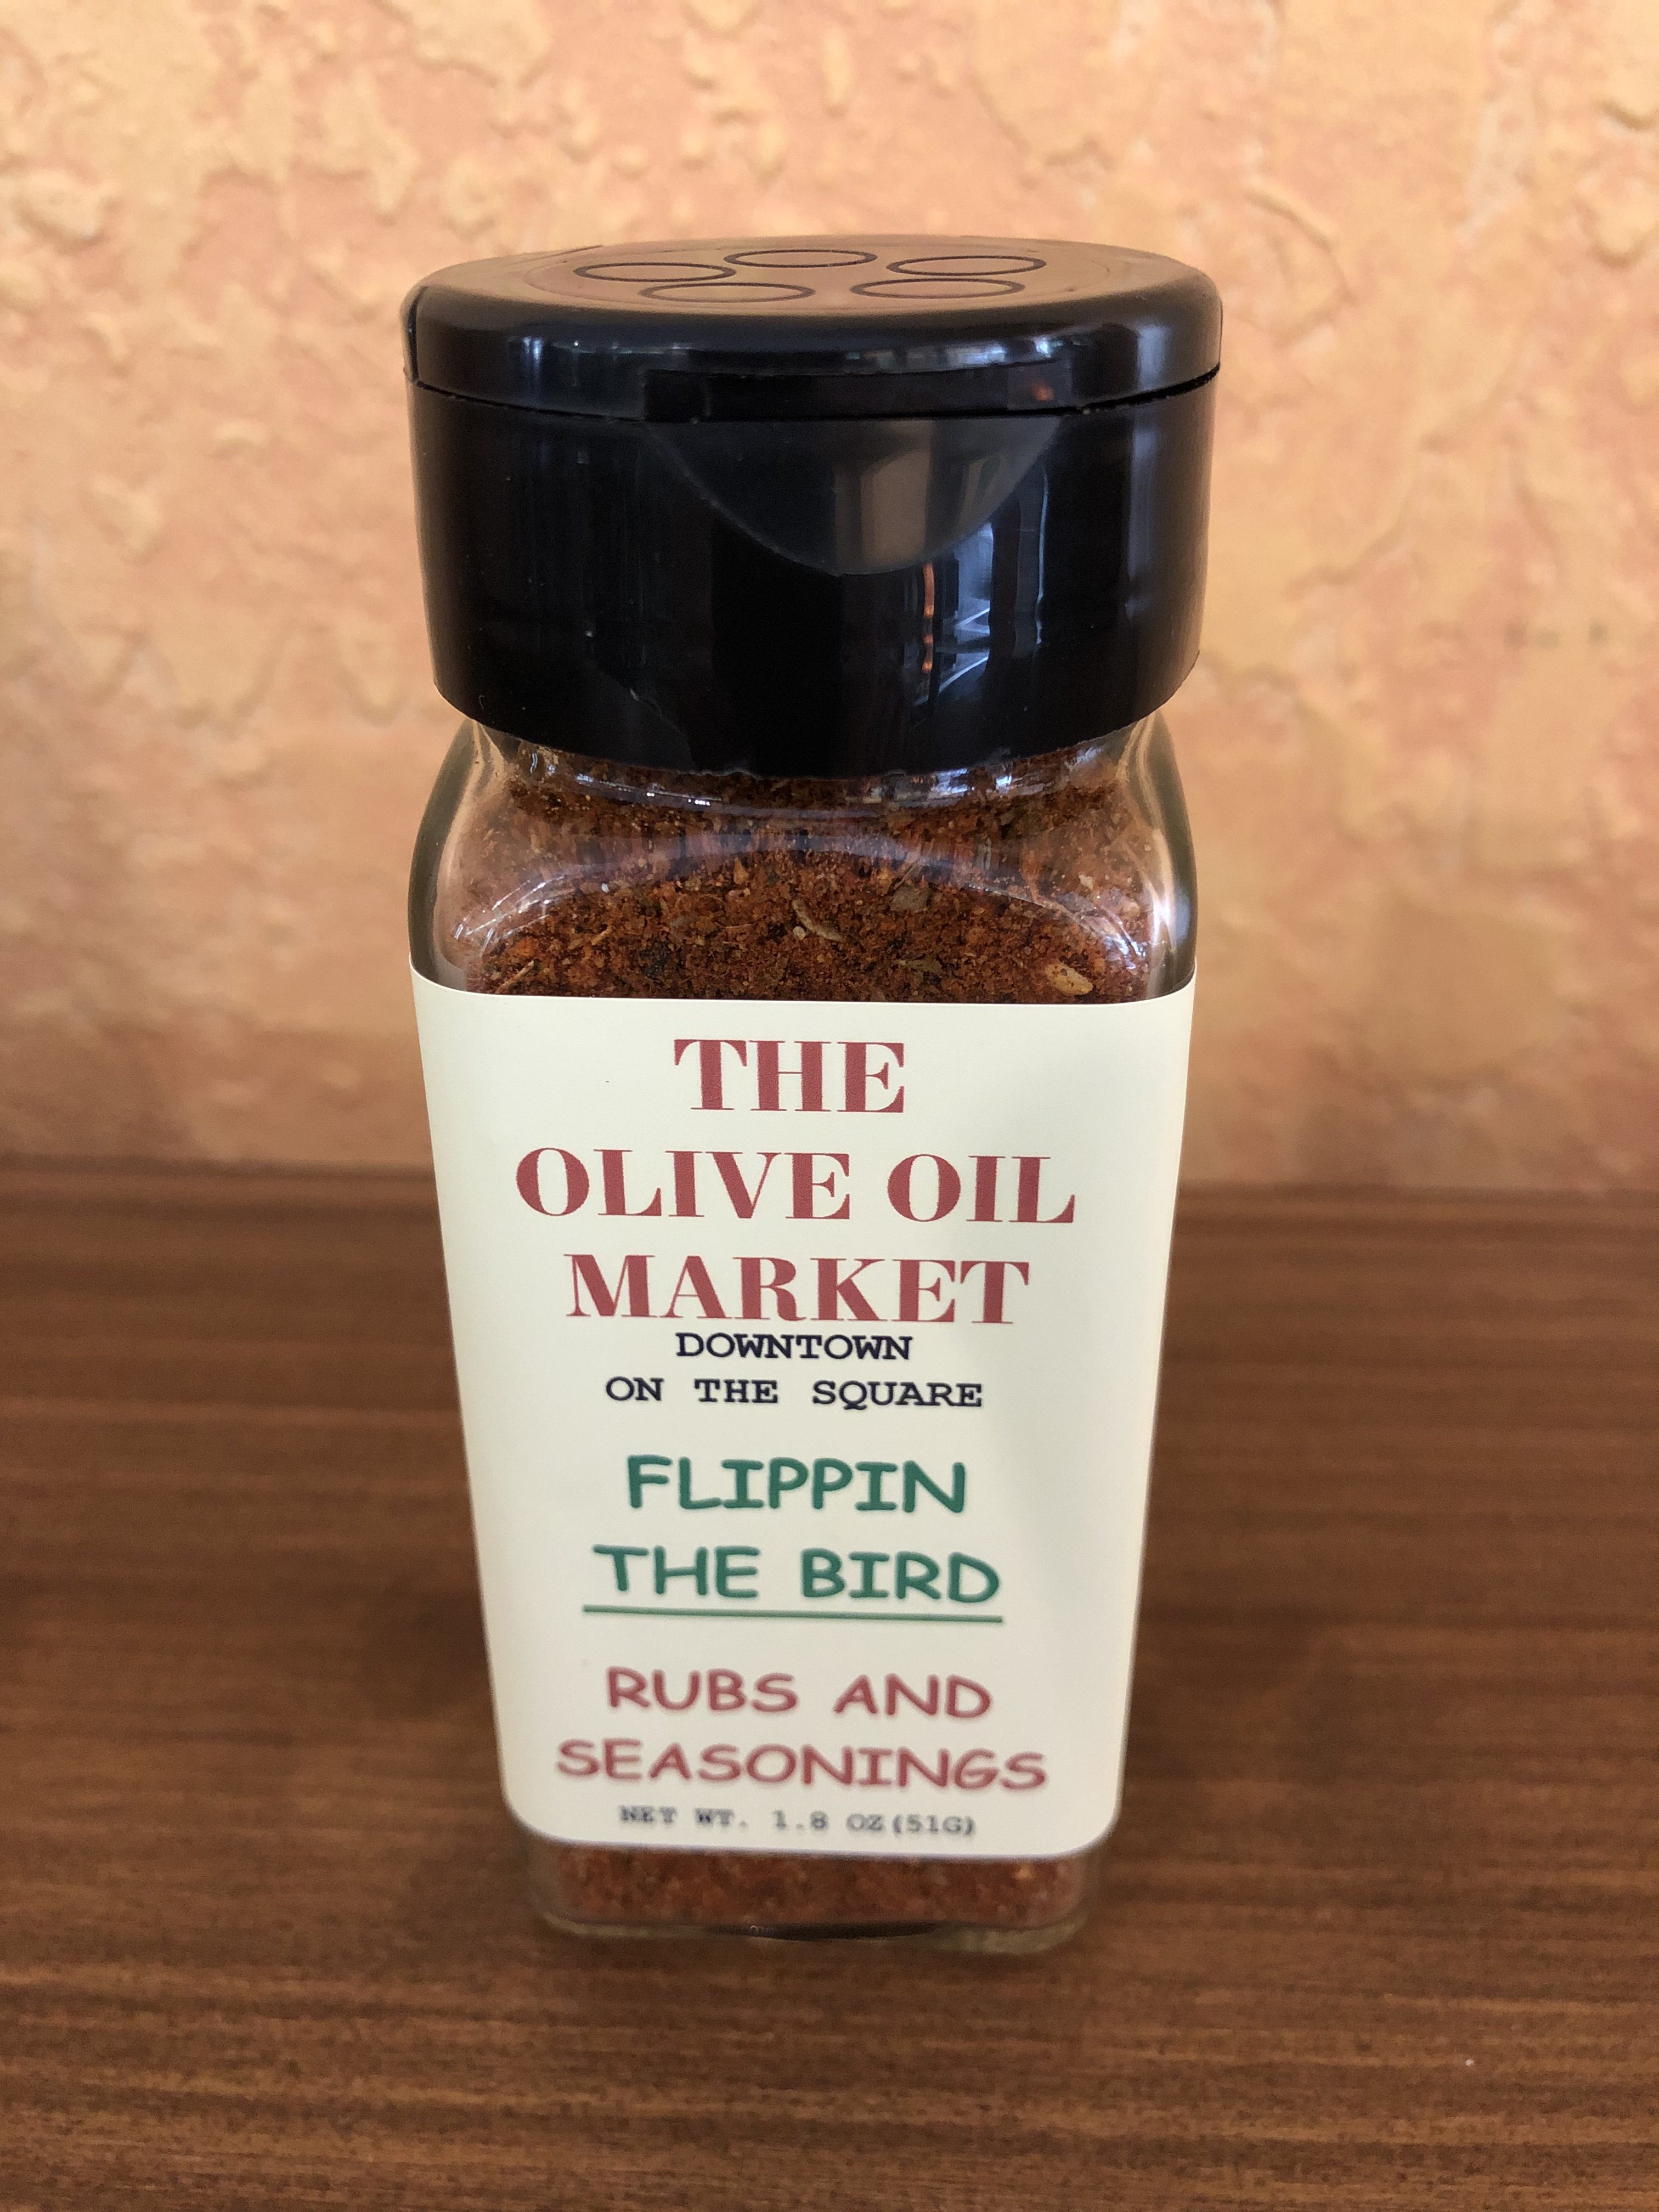 THE
OLIVE OIL
MARKET
DOWNTOWN
ON THE SQUARE
FLIPPIN
THE BIRD
RUBS AND
SEASONINGS
NET WT. 1.8 OZ(51G)